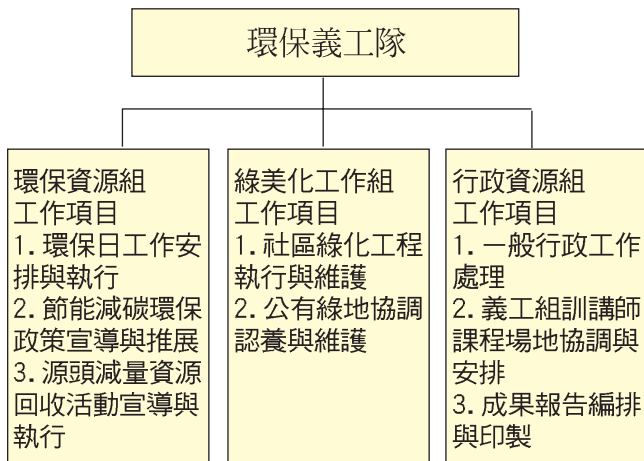 環保義工隊
環保資源組
工作項目
1. 環保日工作安
排與執行
2. 節能減碳環保
政策宣導與推展
3. 源頭減量資源
回收活動宣導與
執行
綠美化工作組
工作項目
1. 社區綠化工程
執行與維護
2. 公有綠地協調
認養與維護
行政資源組
工作項目
1. 一般行政工作
處理
2. 義工組訓講師
課程場地協調與
安排
3. 成果報告編排
與印製